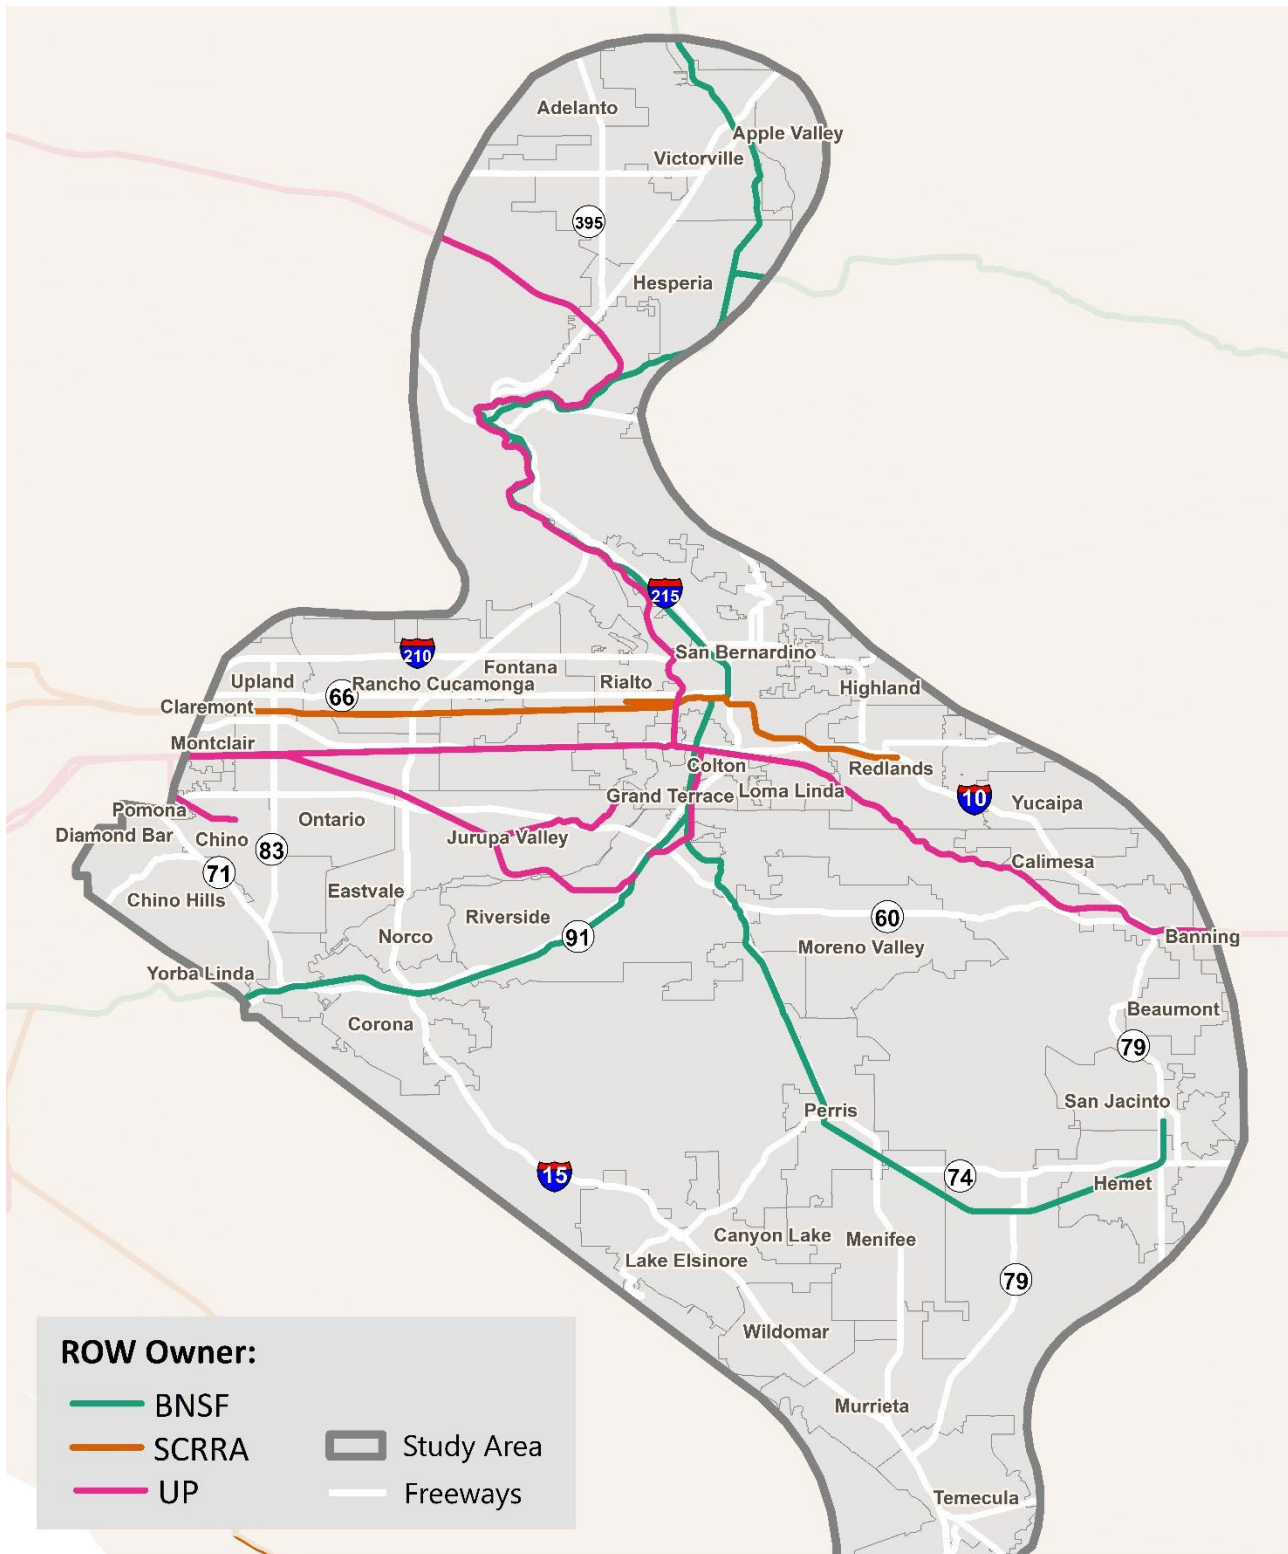 Adelanto
Apple Valley
Victorville
395
Hesperia
215
San Bernardino
210
Fontana
Upland
66
Rancho Cucamonga
Rialto
Highland
Claremont
Montclair
Colton
Redlands
Grand Terrace
Loma Linda
10
Yucaipa
Pomona
Ontario
Diamond Bar
Chino
83
Jurupa Valley
Calimesa
71
Chino Hills
Eastvale
Riverside
60
Norco
91
Moreno Valley
Banning
Yorba Linda
Corona
Beaumont
79
Perris
San Jacinto
15
74
Hemet
Canyon Lake
Menifee
Lake Elsinore
79
Wildomar
Murrieta
Temecula
ROW Owner:
BNSF
SCRRA
UP
Study Area
Freeways